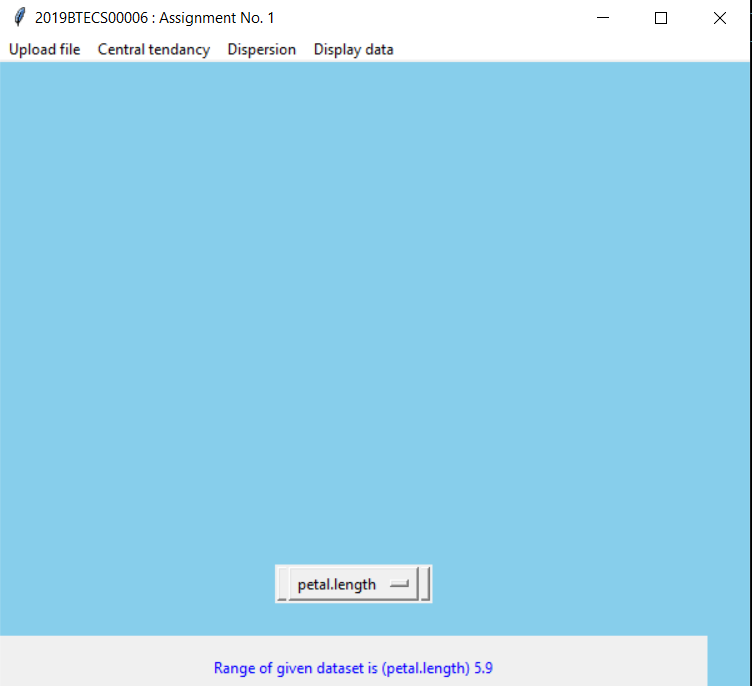 2019BTECS00006 : Assignment No. 1
Upload file Central tendancy Dispersion Display data
petal.length
Range of given dataset is (petal.length) 5.9